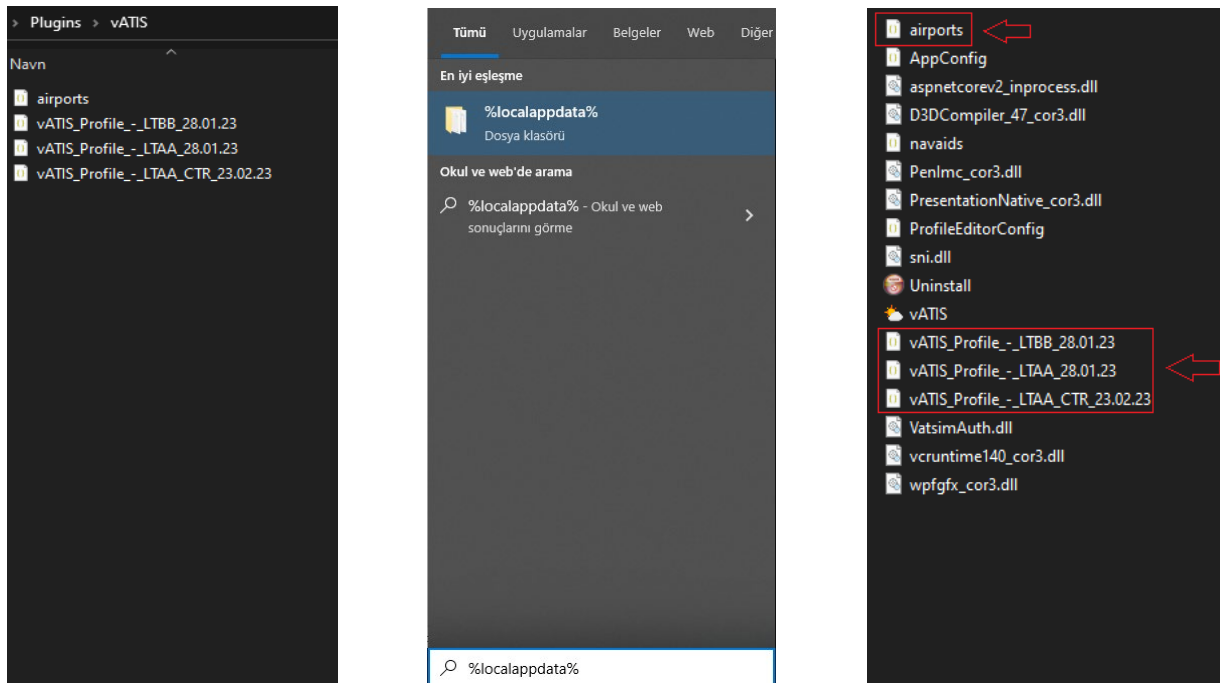 > Plugins > vATIS
Navn
airports
vATIS_Profile_-_LTBB_28.01.23
vATIS_Profile_-_LTAA_28.01.23
vATIS_Profile_-_LTAA_CTR_23.02.23
Tümü Uygulamalar Belgeler Web Diğer
En iyi eşleşme
%localappdata%
Dosya klasörü
Okul ve web'de arama
%localappdata% - Okul ve web
sonuçlarını görme
%localappdata%
airports
AppConfig
aspnetcorev2_inprocess.dll
D3DCompiler_47_cor3.dll
navaids
PenImc_cor3.dll
PresentationNative_cor3.dll
ProfileEditorConfig
sni.dll
Uninstall
vATIS
vATIS_Profile_-_LTBB_28.01.23
vATIS_Profile_-_LTAA_28.01.23
vATIS_Profile_-_LTAA_CTR_23.02.23
VatsimAuth.dll
vcruntime140_cor3.dll
wpfgfx_cor3.dll